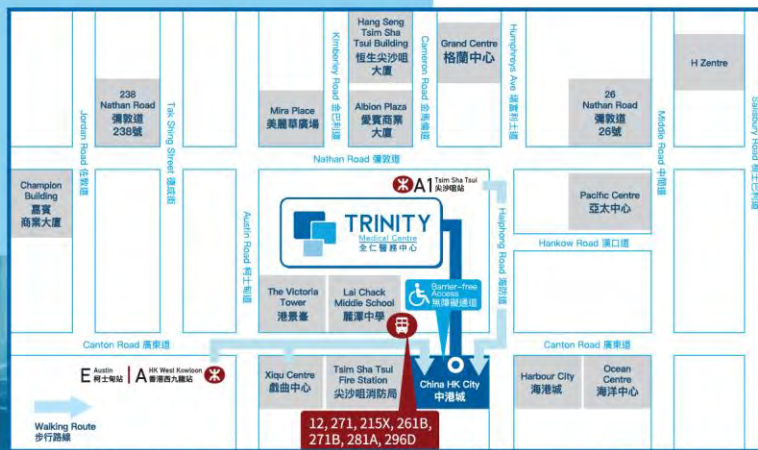 Hang Seng
Tsim Sha
Tsui Building
恆生尖沙咀
大廈
Grand Centre
格蘭中心
H Zentre
238
Nathan Road
彌敦道
238號
Mira Place
美麗華廣場
Albion Plaza
愛賓商業
大廈
26
Nathan Road
彌敦道
26號
Jordan Road 佐敦道
Tak Shing Street 德成街
Kimberley Road 金巴利道
Cameron Road 金馬倫道
Humphreys Ave 堪富利士道
Middle Road 中間道
Salisbury Road 梳士巴利道
Nathan Road 彌敦道
Champion
Building
嘉賓
商業大廈
A1 Tsim Sha Tsui
尖沙咀站
Pacific Centre
亞太中心
TRINITY
Medical Centre
全仁醫務中心
Austin Road 柯士甸道
Haiphong Road 海防道
Hankow Road 漢口道
The Victoria
Tower
港景峯
Lai Chack
Middle School
麗澤中學
Barrier-free
Access
無障礙通道
Canton Road 廣東道
Canton Road 廣東道
E Austin
柯士甸站
A HK West Kowloon
香港西九龍站
Xiqu Centre
戲曲中心
Tsim Sha Tsui
Fire Station
尖沙咀消防局
China HK City
中港城
Harbour City
海港城
Ocean
Centre
海洋中心
Walking Route
步行路線
12, 271, 215X, 261B,
271B, 281A, 296D